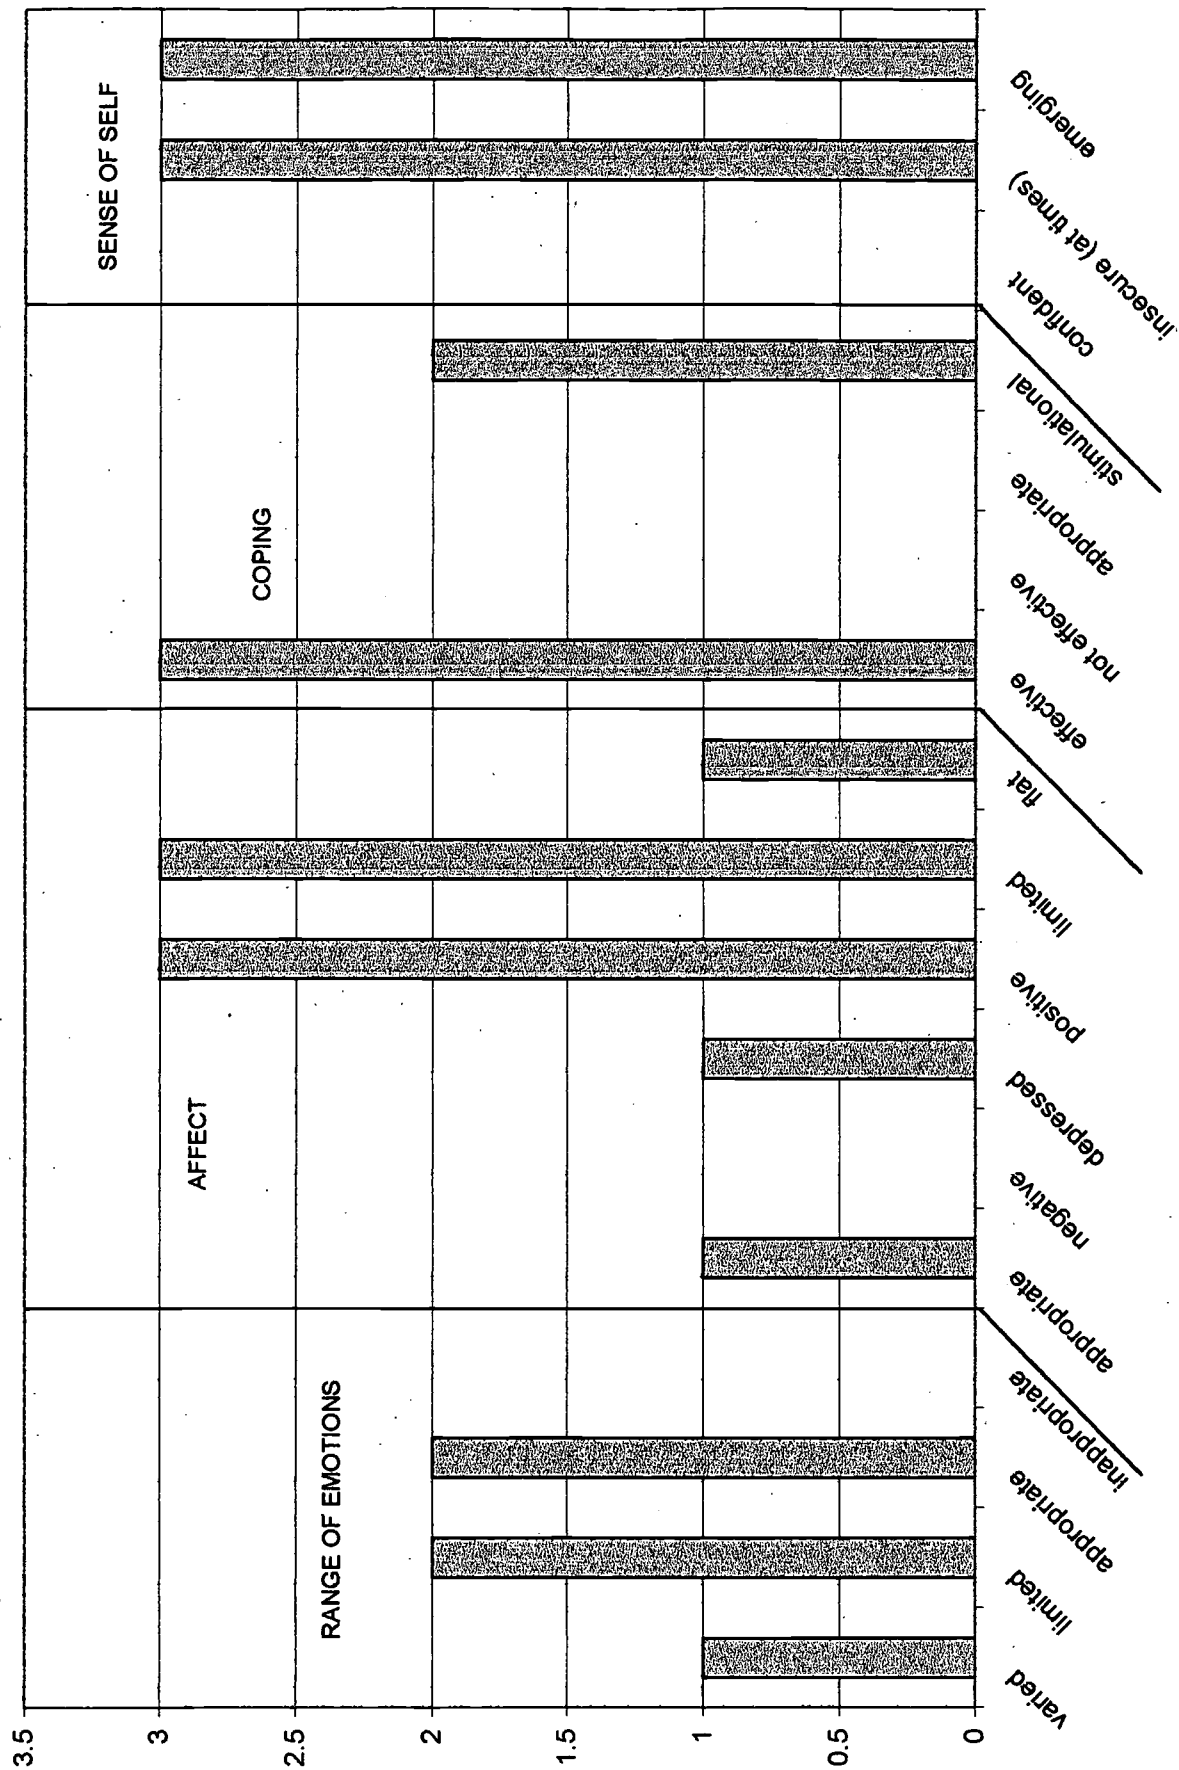 SENSE OF SELF
COPING
AFFECT
RANGE OF EMOTIONS
3.5
3
2.5
2
1.5
1
0.5
0
varied
limited
appropriate
inappropriate
appropriate
negative
depressed
positive
limited
flat
effective
not effective
appropriate
stimulational
confident
insecure (at times)
emerging